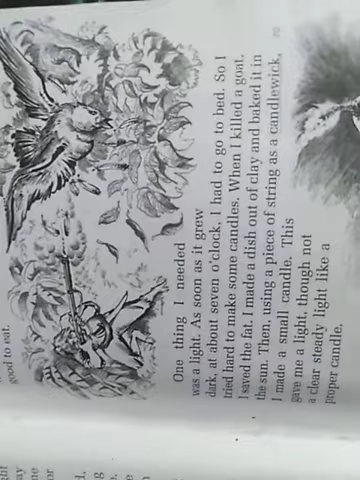 good to eat.
One thing I needed
was a light. As soon as it grew
dark, at about seven o'clock, I had to go to bed. So I
tried hard to make some candles. When I killed a goat,
I saved the fat. I made a dish out of clay and baked it in
the sun. Then, using a piece of string as a candlewick,
I made a small candle. This
gave me a light, though not
a clear steady light like a
proper candle.